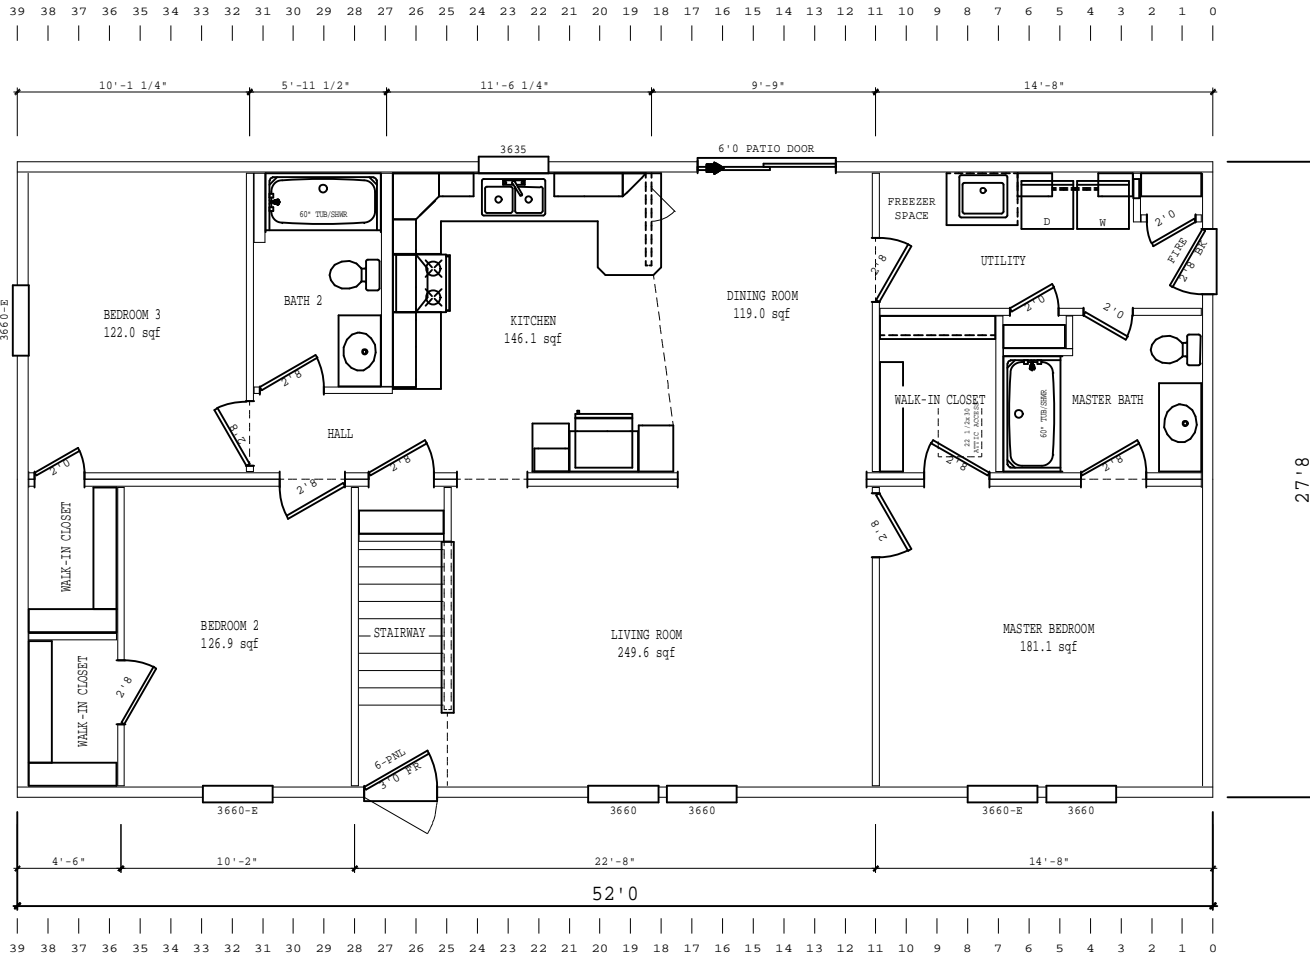 39 38 37 36 35 34 33 32 31 30 29 28 27 26 25 24 23 22 21 20 19 18 17 16 15 14 13 12 11 10 9 8 7 6 5 4 3 2 1 0
10'-1 1/4" 5'-11 1/2" 11'-6 1/4" 9'-9" 14'-8"
3635
6'0 PATIO DOOR
60" TUB/SHWR
FREEZER
SPACE
D
W
2'0
FIRE
2'8 BK
2'8
UTILITY
3660-E
BEDROOM 3
122.0 sqf
BATH 2
KITCHEN
146.1 sqf
DINING ROOM
119.0 sqf
2'0
2'0
2'8
2'8
HALL
WALK-IN CLOSET
22 1/2x30
ATTIC ACCESS
60" TUB/SHWR
MASTER BATH
2'0
2'8
2'8
2'8
2'8
2'8
27'8
WALK-IN CLOSET
BEDROOM 2
126.9 sqf
STAIRWAY
LIVING ROOM
249.6 sqf
MASTER BEDROOM
181.1 sqf
WALK-IN CLOSET
2'8
6-PNL
3'0 FR
3660-E
3660
3660
3660-E
3660
4'-6" 10'-2" 22'-8" 14'-8"
52'0
39 38 37 36 35 34 33 32 31 30 29 28 27 26 25 24 23 22 21 20 19 18 17 16 15 14 13 12 11 10 9 8 7 6 5 4 3 2 1 0